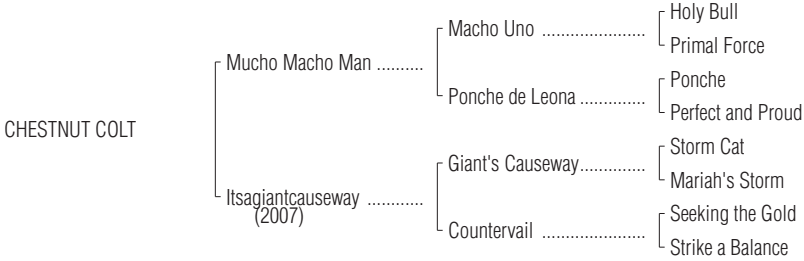 Holy Bull
Macho Uno ......................
Primal Force
Mucho Macho Man ..........
Ponche
Ponche de Leona ..............
Perfect and Proud
CHESTNUT COLT
Storm Cat
Giant's Causeway..............
Mariah's Storm
Itsagiantcauseway ............
(2007)
Seeking the Gold
Countervail ......................
Strike a Balance